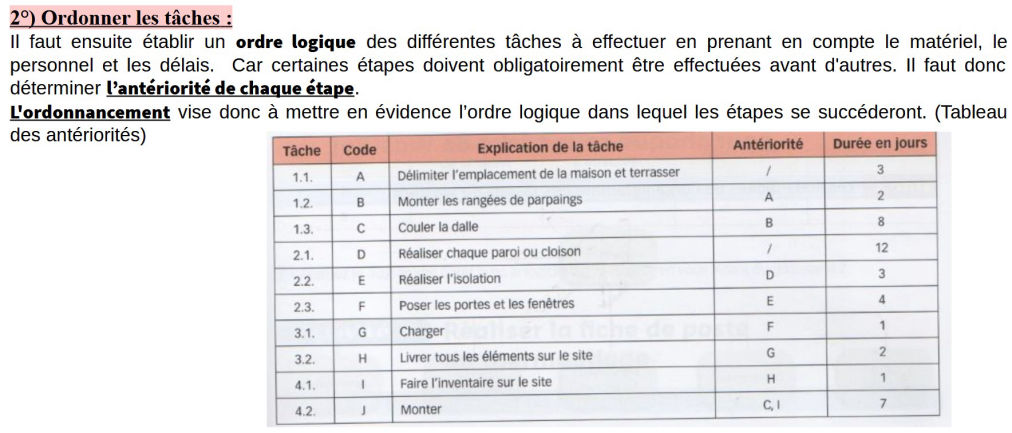 2°) Ordonner les tâches :
Il faut ensuite établir un ordre logique des différentes tâches à effectuer en prenant en compte le matériel, le
personnel et les délais. Car certaines étapes doivent obligatoirement être effectuées avant d'autres. Il faut donc
déterminer l'antériorité de chaque étape.
L'ordonnancement vise donc à mettre en évidence l'ordre logique dans lequel les étapes se succéderont. (Tableau
des antériorités)
Tâche Code Explication de la tâche Antériorité Durée en jours
1.1. A Délimiter l'emplacement de la maison et terrasser / 3
1.2. B Monter les rangées de parpaings A 2
1.3. C Couler la dalle B 8
2.1. D Réaliser chaque paroi ou cloison / 12
2.2. E Réaliser l'isolation D 3
2.3. F Poser les portes et les fenêtres E 4
3.1. G Charger F 1
3.2. H Livrer tous les éléments sur le site G 2
4.1. I Faire l'inventaire sur le site H 1
4.2. J Monter C, I 7